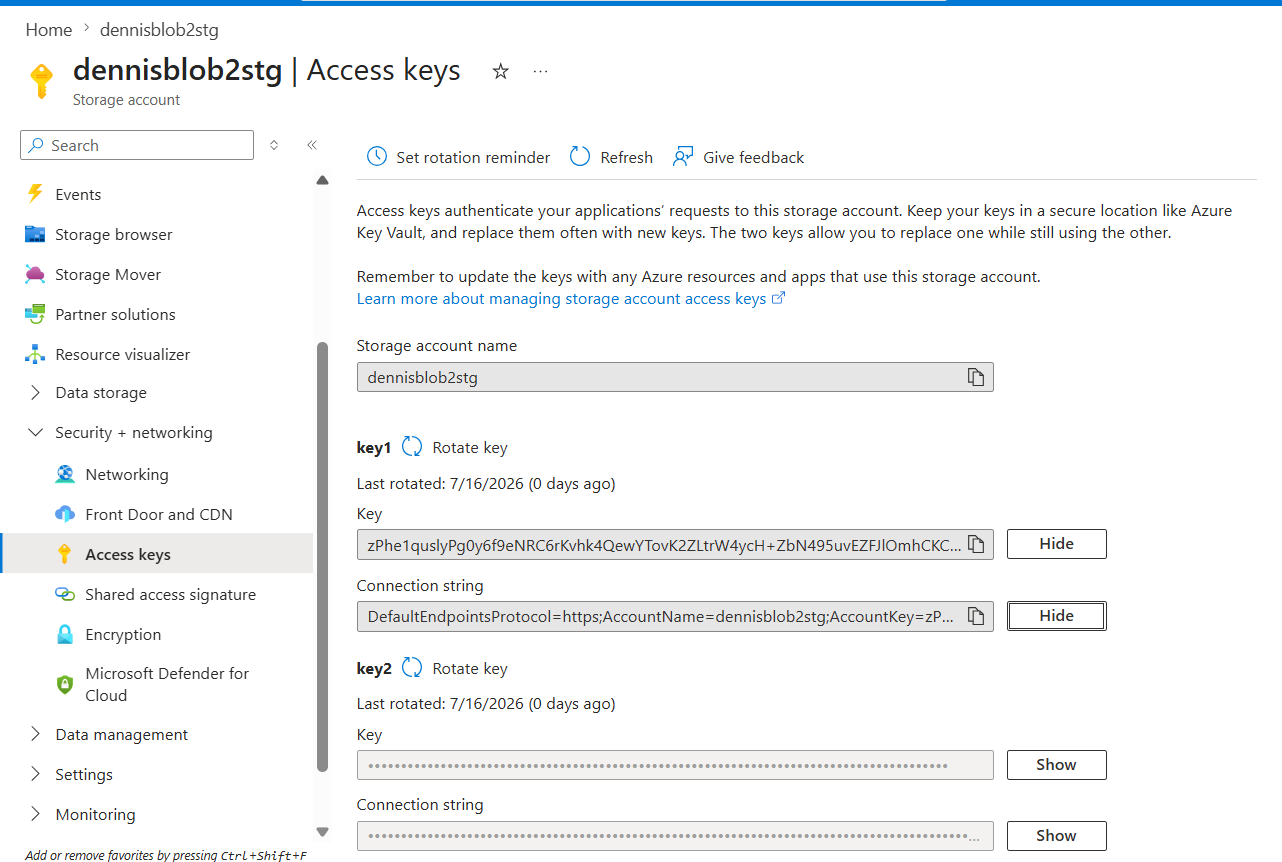 Home > dennisblob2stg
dennisblob2stg | Access keys
Storage account
Search
Events
Storage browser
Storage Mover
Partner solutions
Resource visualizer
Data storage
Security + networking
Networking
Front Door and CDN
Access keys
Shared access signature
Encryption
Microsoft Defender for
Cloud
Data management
Settings
Monitoring
Add or remove favorites by pressing Ctrl+Shift+F
Set rotation reminder Refresh Give feedback
Access keys authenticate your applications’ requests to this storage account. Keep your keys in a secure location like Azure
Key Vault, and replace them often with new keys. The two keys allow you to replace one while still using the other.
Remember to update the keys with any Azure resources and apps that use this storage account.
Learn more about managing storage account access keys
Storage account name
dennisblob2stg
key1 Rotate key
Last rotated: 7/16/2026 (0 days ago)
Key
zPhe1quslyPg0y6f9eNRC6rKvhk4QewYTovK2ZLtrW4ycH+ZbN495uvEZFJlOmhCKC... Hide
Connection string
DefaultEndpointsProtocol=https;AccountName=dennisblob2stg;AccountKey=zP... Hide
key2 Rotate key
Last rotated: 7/16/2026 (0 days ago)
Key
Show
Connection string
... Show